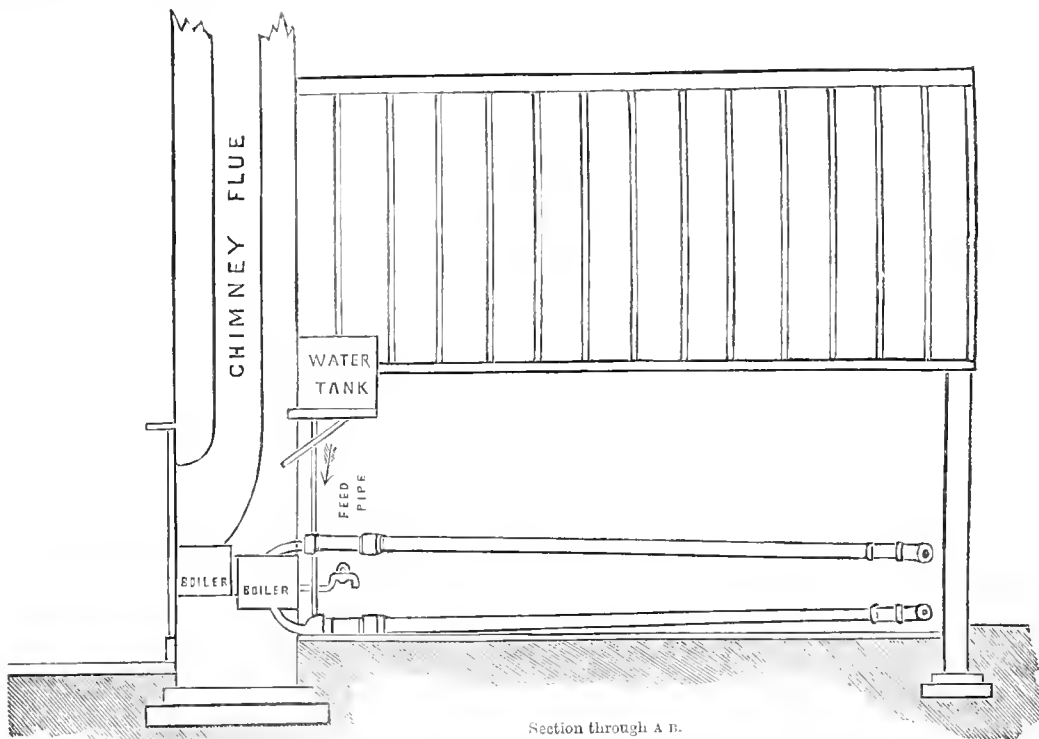 CHIMNEY FLUE
WATER
TANK
FEED
PIPE
BOILER
BOILER
Section through A B.